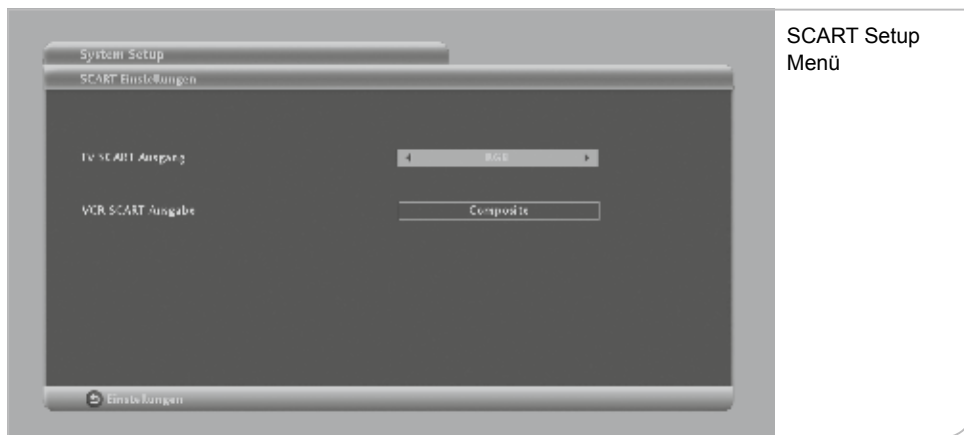 System Setup
SCART Einstellungen
TV SCART Ausgang
RGB
VCR SCART Ausgabe
Composite
Einstellungen
SCART Setup
Menü